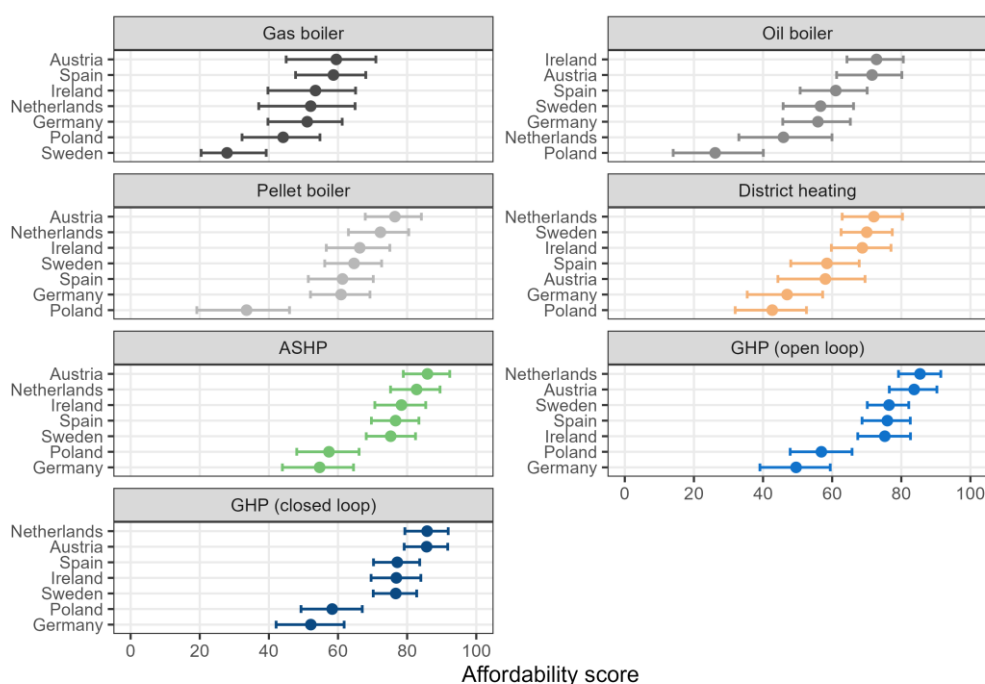 Gas boiler
Austria
Spain
Ireland
Netherlands
Germany
Poland
Sweden
Oil boiler
Ireland
Austria
Spain
Sweden
Germany
Netherlands
Poland
Pellet boiler
Austria
Netherlands
Ireland
Sweden
Spain
Germany
Poland
District heating
Netherlands
Sweden
Ireland
Spain
Austria
Germany
Poland
ASHP
Austria
Netherlands
Ireland
Spain
Sweden
Poland
Germany
GHP (open loop)
Netherlands
Austria
Sweden
Spain
Ireland
Poland
Germany
0 20 40 60 80 100
GHP (closed loop)
Netherlands
Austria
Spain
Ireland
Sweden
Poland
Germany
0 20 40 60 80 100
Affordability score